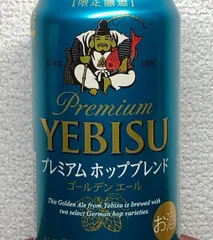 【限定醸造】
Premium
YEBISU
プレミアム ホップブレンド
ゴールデン エール
This Golden Ale from Yebisu is brewed with
two select German hop varieties.
お酒